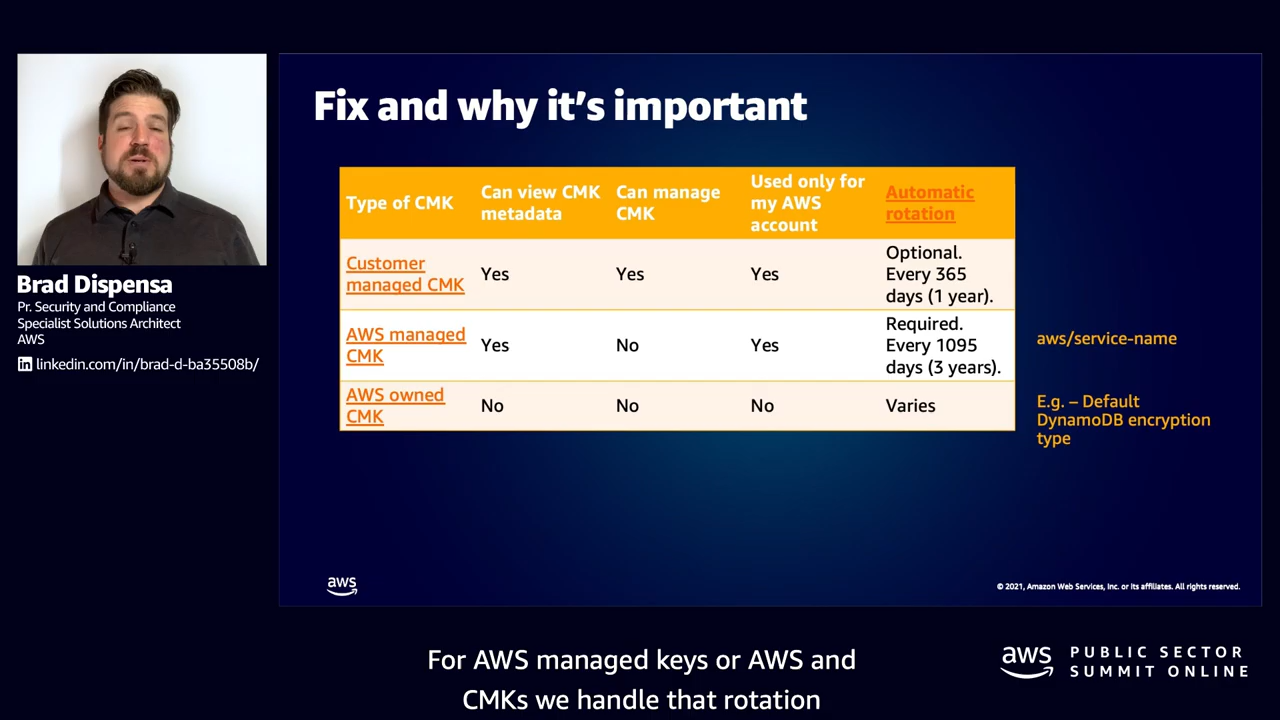 Fix and why it's important
Type of CMK
Can view CMK
metadata
Can manage
CMK
Used only for
my AWS
account
Automatic
rotation
Customer
managed CMK
Yes
Yes
Yes
Optional.
Every 365
days (1 year).
AWS managed
CMK
Yes
No
Yes
Required.
Every 1095
days (3 years).
aws/service-name
AWS owned
CMK
No
No
No
Varies
E.g. – Default
DynamoDB encryption
type
Brad Dispensa
Pr. Security and Compliance
Specialist Solutions Architect
AWS
in linkedin.com/in/brad-d-ba35508b/
aws
© 2021, Amazon Web Services, Inc. or its affiliates. All rights reserved.
For AWS managed keys or AWS and
CMKs we handle that rotation
aws
PUBLIC SECTOR
SUMMIT ONLINE